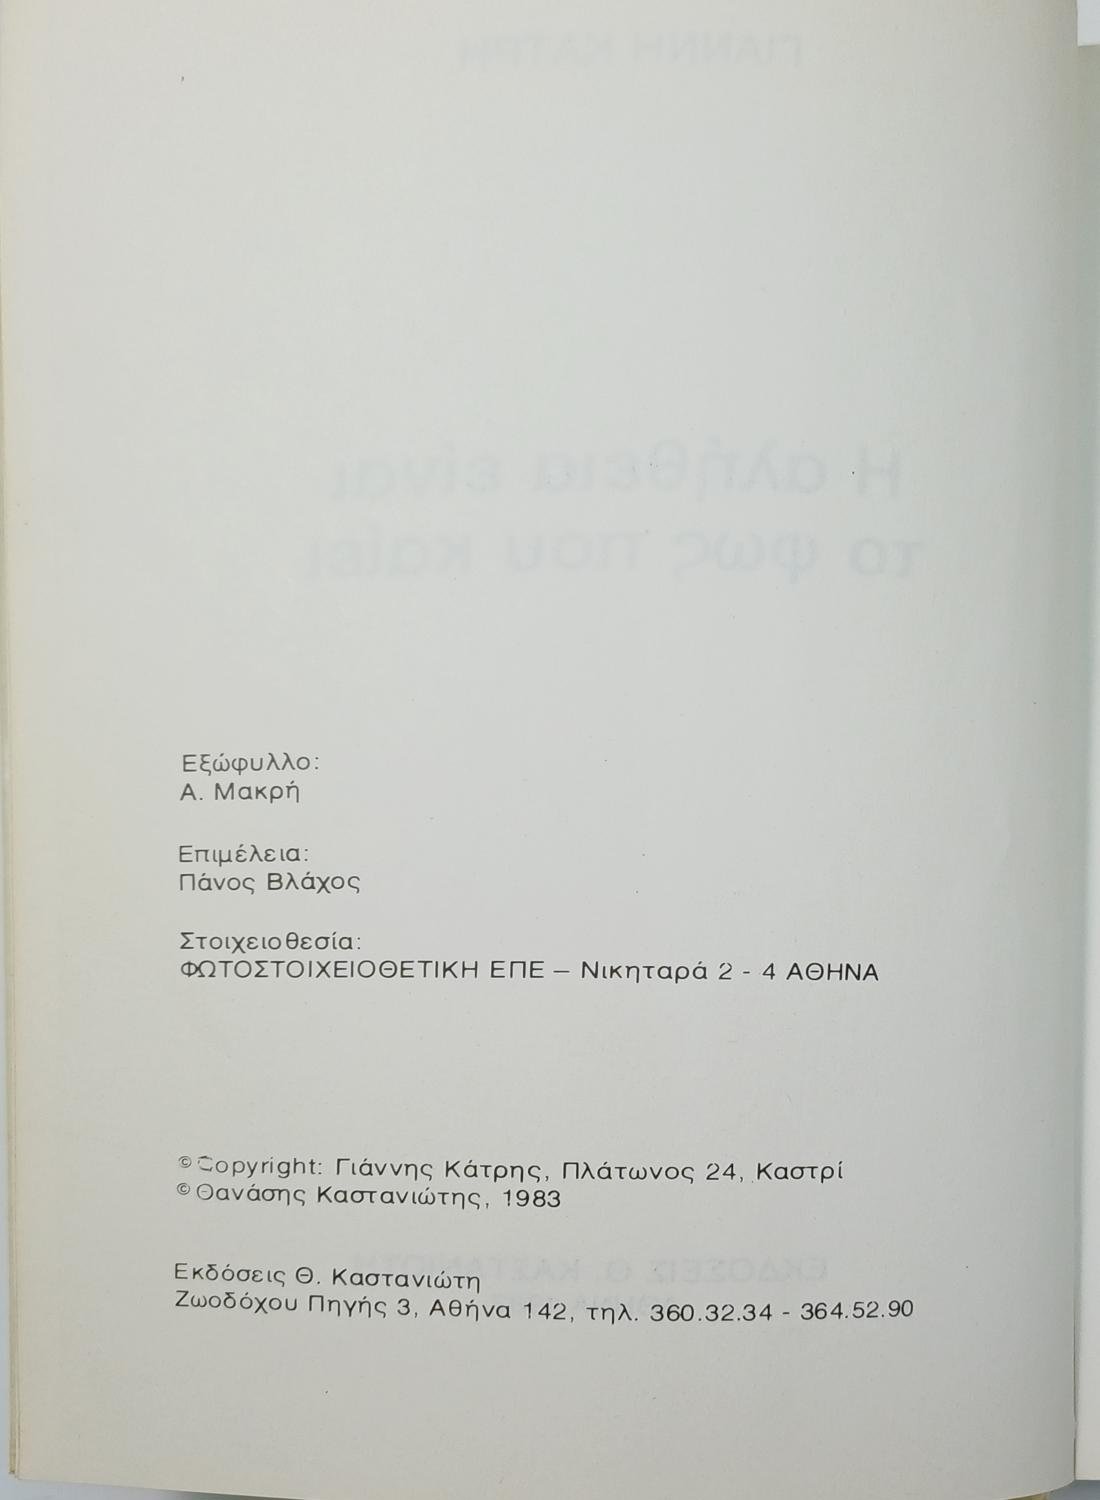 Εξώφυλλο:
Α. Μακρή
Επιμέλεια:
Πάνος Βλάχος
Στοιχειοθεσία:
ΦΩΤΟΣΤΟΙΧΕΙΟΘΕΤΙΚΗ ΕΠΕ – Νικηταρά 2 - 4 ΑΘΗΝΑ
© Copyright: Γιάννης Κάτρης, Πλάτωνος 24, Καστρί
© Θανάσης Καστανιώτης, 1983
Εκδόσεις Θ. Καστανιώτη
Ζωοδόχου Πηγής 3, Αθήνα 142, τηλ. 360.32.34 - 364.52.90